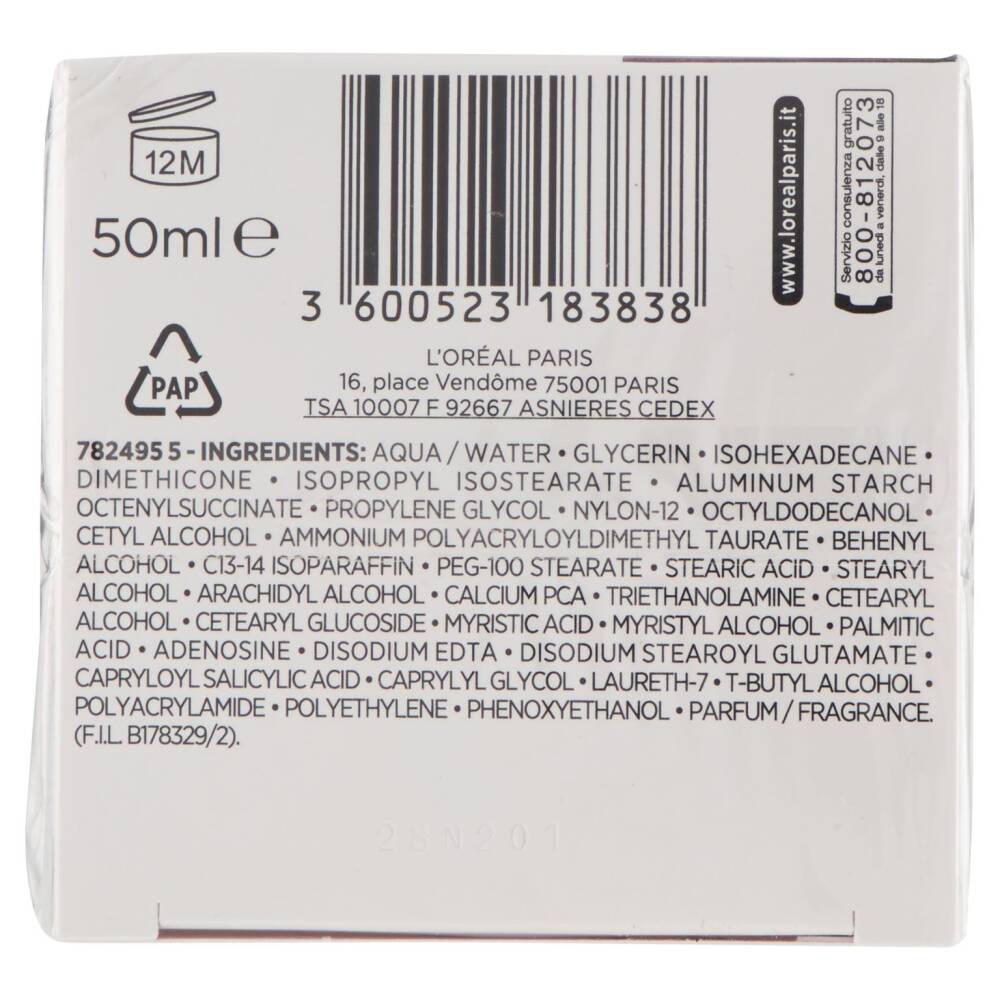 12M
50ml e
3 600523 183838
www.lorealparis.it
Servizio consulenza gratuito
800-812073
da lunedì a venerdì, dalle 9 alle 18
PAP
L'ORÉAL PARIS
16, place Vendôme 75001 PARIS
TSA 10007 F 92667 ASNIERES CEDEX
782495 5 - INGREDIENTS: AQUA / WATER • GLYCERIN • ISOHEXADECANE •
DIMETHICONE • ISOPROPYL ISOSTEARATE • ALUMINUM STARCH
OCTENYLSUCCINATE • PROPYLENE GLYCOL • NYLON-12 • OCTYLDODECANOL •
CETYL ALCOHOL • AMMONIUM POLYACRYLOYLDIMETHYL TAURATE • BEHENYL
ALCOHOL • C13-14 ISOPARAFFIN • PEG-100 STEARATE • STEARIC ACID • STEARYL
ALCOHOL • ARACHIDYL ALCOHOL • CALCIUM PCA • TRIETHANOLAMINE • CETEARYL
ALCOHOL • CETEARYL GLUCOSIDE • MYRISTIC ACID • MYRISTYL ALCOHOL • PALMITIC
ACID • ADENOSINE • DISODIUM EDTA • DISODIUM STEAROYL GLUTAMATE •
CAPRYLOYL SALICYLIC ACID • CAPRYLYL GLYCOL • LAURETH-7 • T-BUTYL ALCOHOL •
POLYACRYLAMIDE • POLYETHYLENE • PHENOXYETHANOL • PARFUM / FRAGRANCE.
(F.I.L. B178329/2).